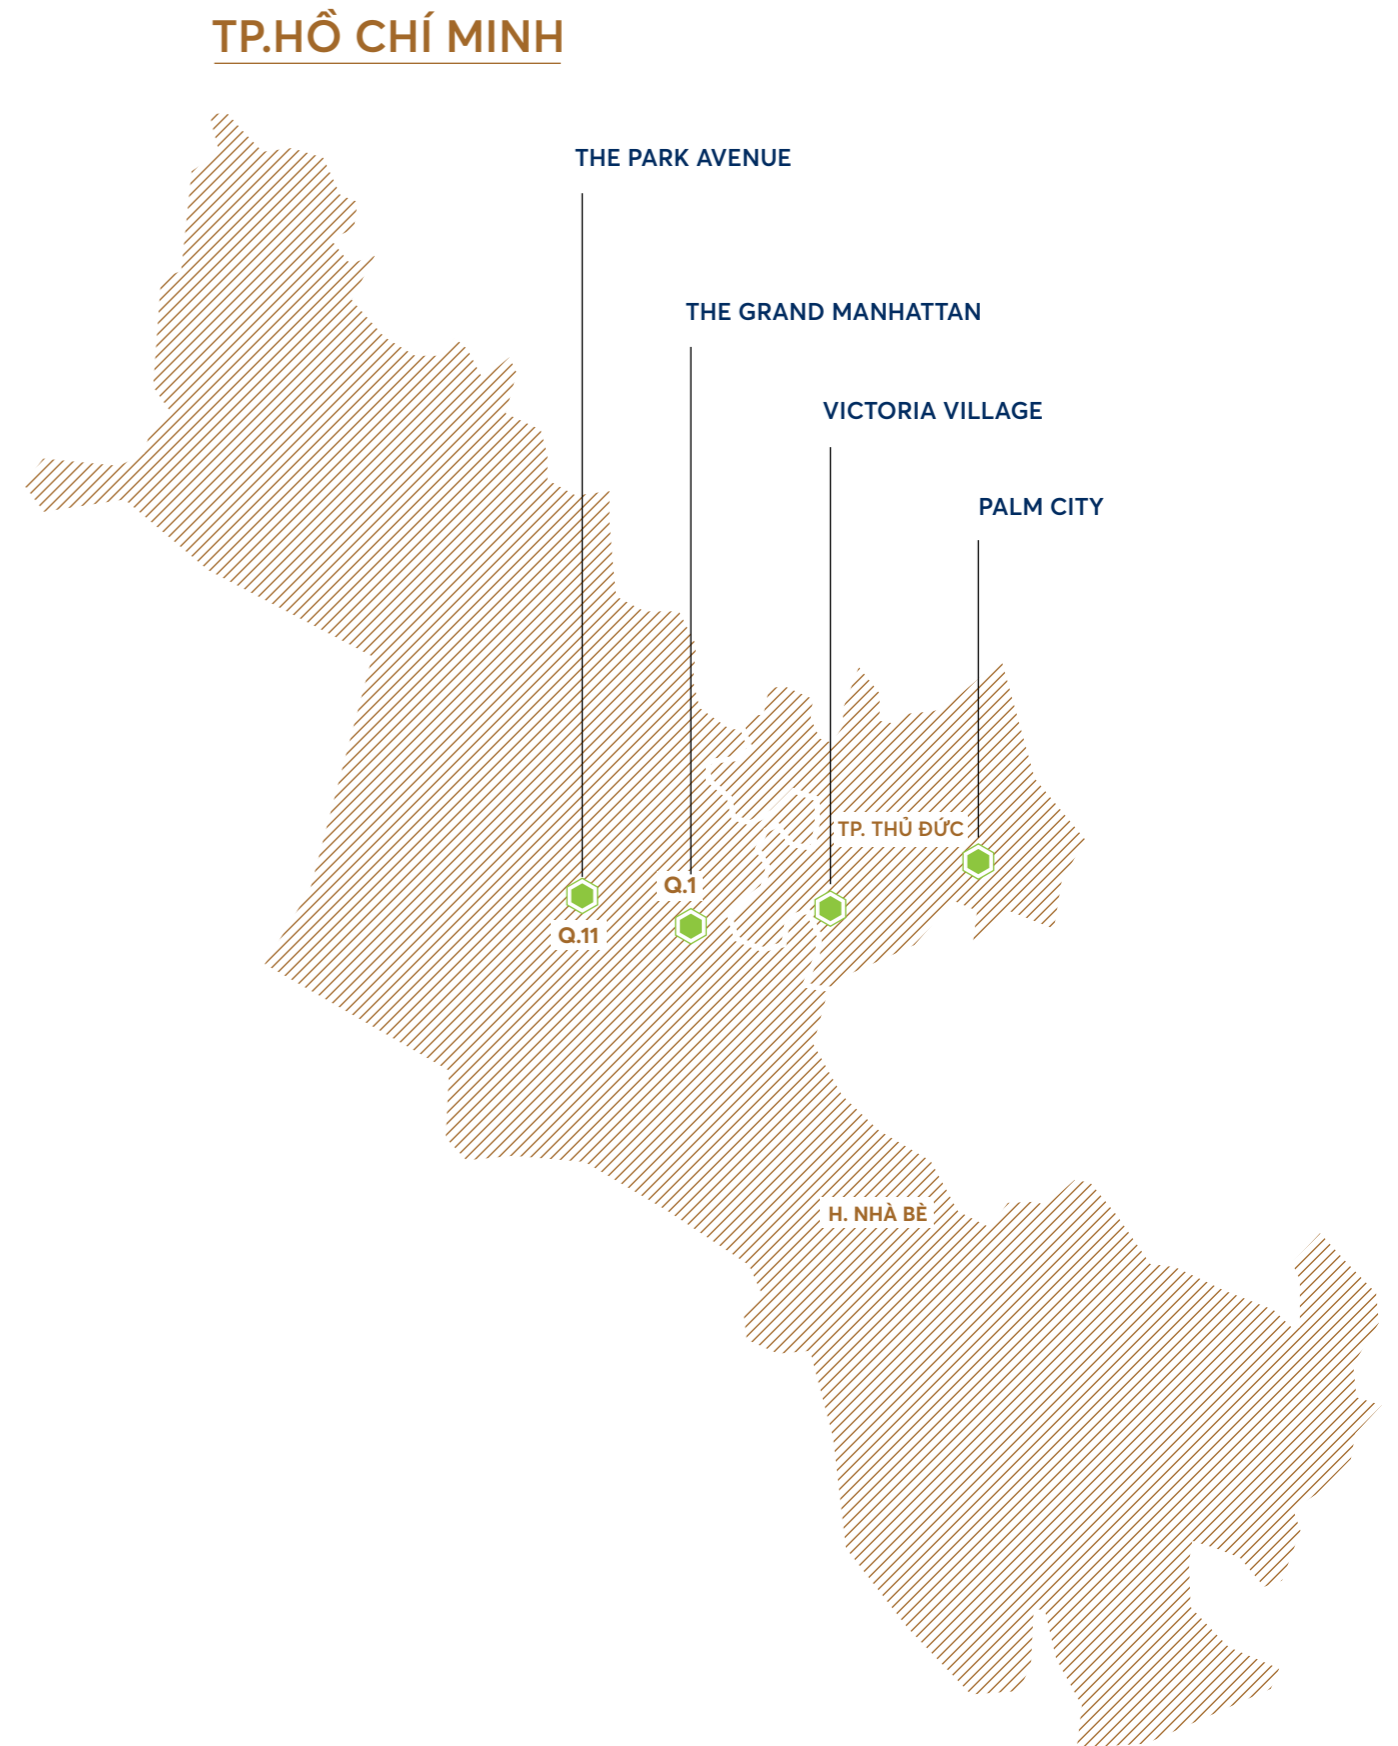 TP.HỒ CHÍ MINH
THE PARK AVENUE
THE GRAND MANHATTAN
VICTORIA VILLAGE
PALM CITY
TP. THỦ ĐỨC
Q.1
Q.11
H. NHÀ BÈ